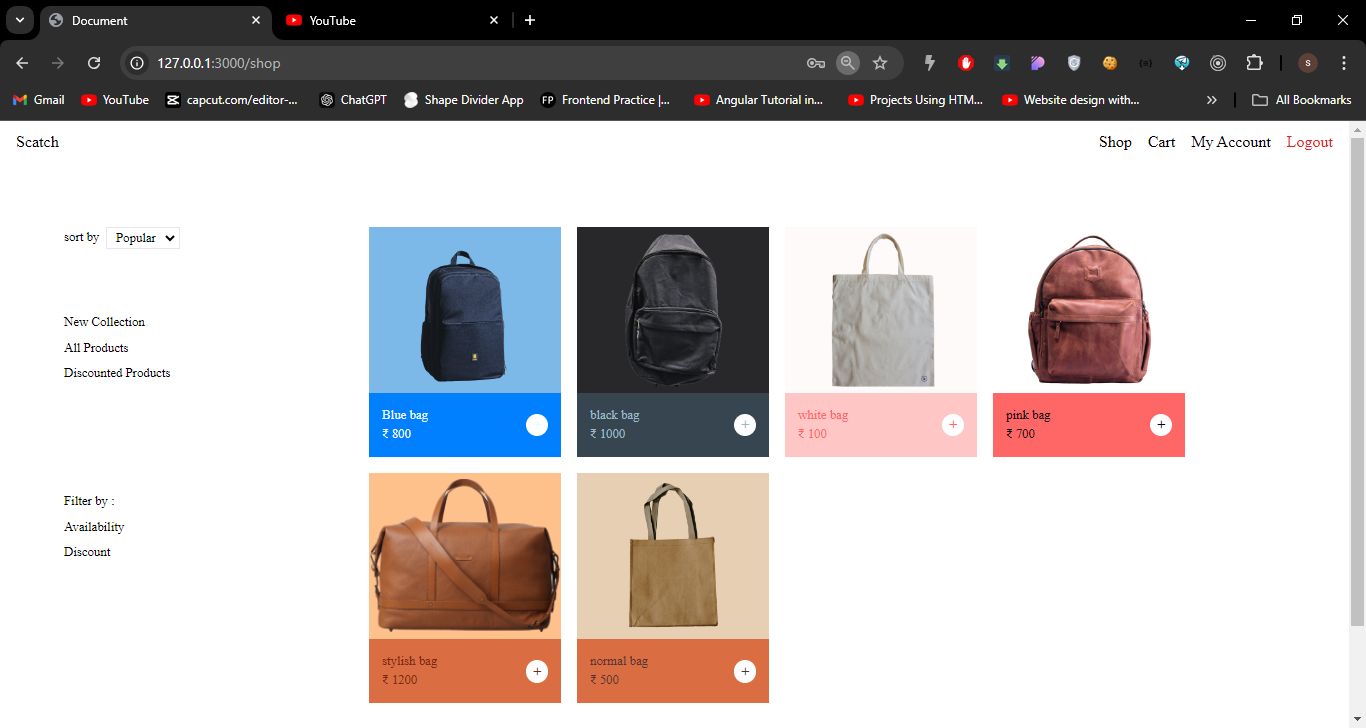 Document
YouTube
127.0.0.1:3000/shop
S
Gmail
YouTube
capcut.com/editor-...
ChatGPT
Shape Divider App
FP
Frontend Practice |...
Angular Tutorial in...
Projects Using HTM...
Website design with...
All Bookmarks
Scatch
Shop Cart My Account Logout
sort by Popular
New Collection
All Products
Discounted Products
Filter by :
Availability
Discount
Blue bag
₹ 800
black bag
₹ 1000
+
white bag
₹ 100
+
pink bag
₹ 700
+
stylish bag
₹ 1200
+
normal bag
₹ 500
+